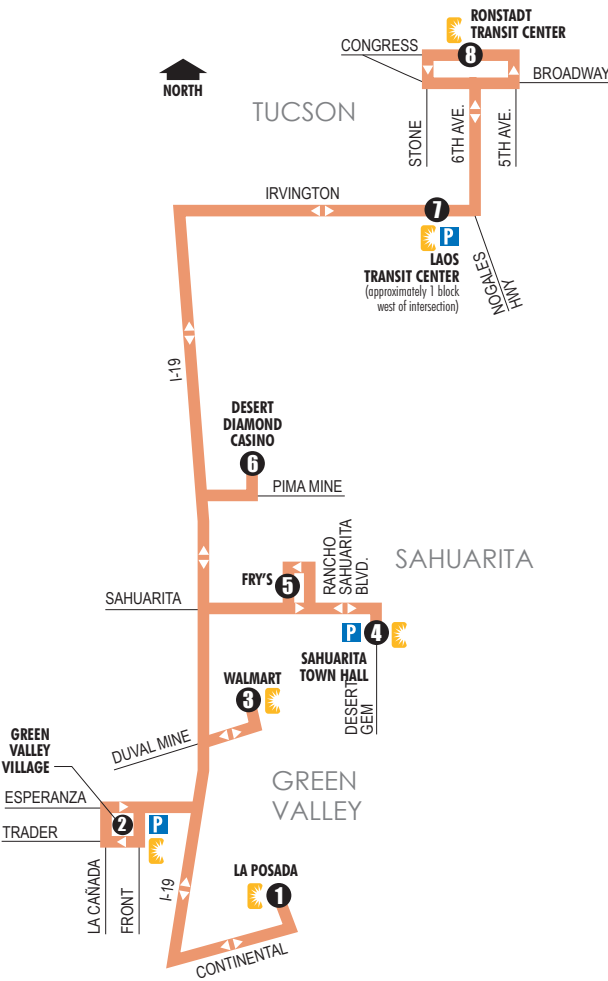 RONSTADT
TRANSIT CENTER
8
CONGRESS
BROADWAY
NORTH
TUCSON
STONE
6TH AVE.
5TH AVE.
IRVINGTON
7
P
LAOS
TRANSIT CENTER
(approximately 1 block
west of intersection)
NOGALES
HWY
I-19
DESERT
DIAMOND
CASINO
6
PIMA MINE
RANCHO
SAHUARITA
BLVD.
SAHUARITA
FRY'S
5
SAHUARITA
P
4
SAHUARITA
TOWN HALL
DESERT
GEM
WALMART
3
DUVAL MINE
GREEN
VALLEY
VILLAGE
GREEN
VALLEY
ESPERANZA
2
P
TRADER
LA CAÑADA
FRONT
I-19
LA POSADA
1
CONTINENTAL